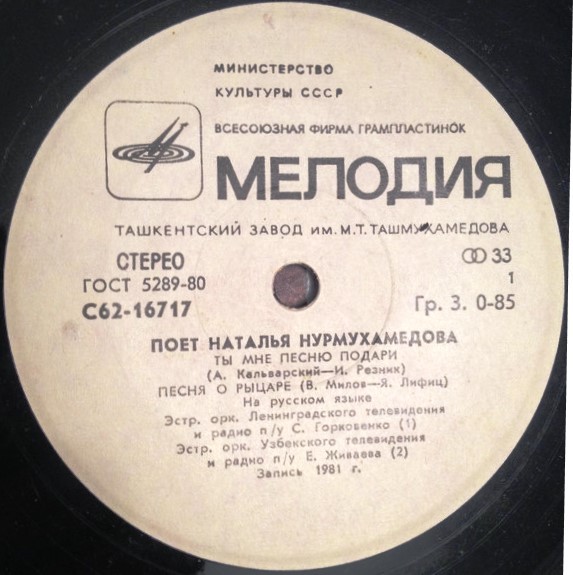 МИНИСТЕРСТВО
КУЛЬТУРЫ СССР
ВСЕСОЮЗНАЯ ФИРМА ГРАМПЛАСТИНОК
МЕЛОДИЯ
ТАШКЕНТСКИЙ ЗАВОД ИМ. М.Т. ТАШМУХАМЕДОВА
СТЕРЕО 33
ГОСТ 5289-80 1
С62-16717 Гр. 3. 0-85
ПОЕТ НАТАЛЬЯ НУРМУХАМЕДОВА
ТЫ МНЕ ПЕСНЮ ПОДАРИ
(А. Кальварский—И. Резник)
ПЕСНЯ О РЫЦАРЕ (В. Милов—Я. Лифиц)
На русском языке
Эстр. орк. Ленинградского телевидения
и радио п/у С. Горковенко (1)
Эстр. орк. Узбекского телевидения
и радио п/у Е. Живаева (2)
Запись 1981 г.